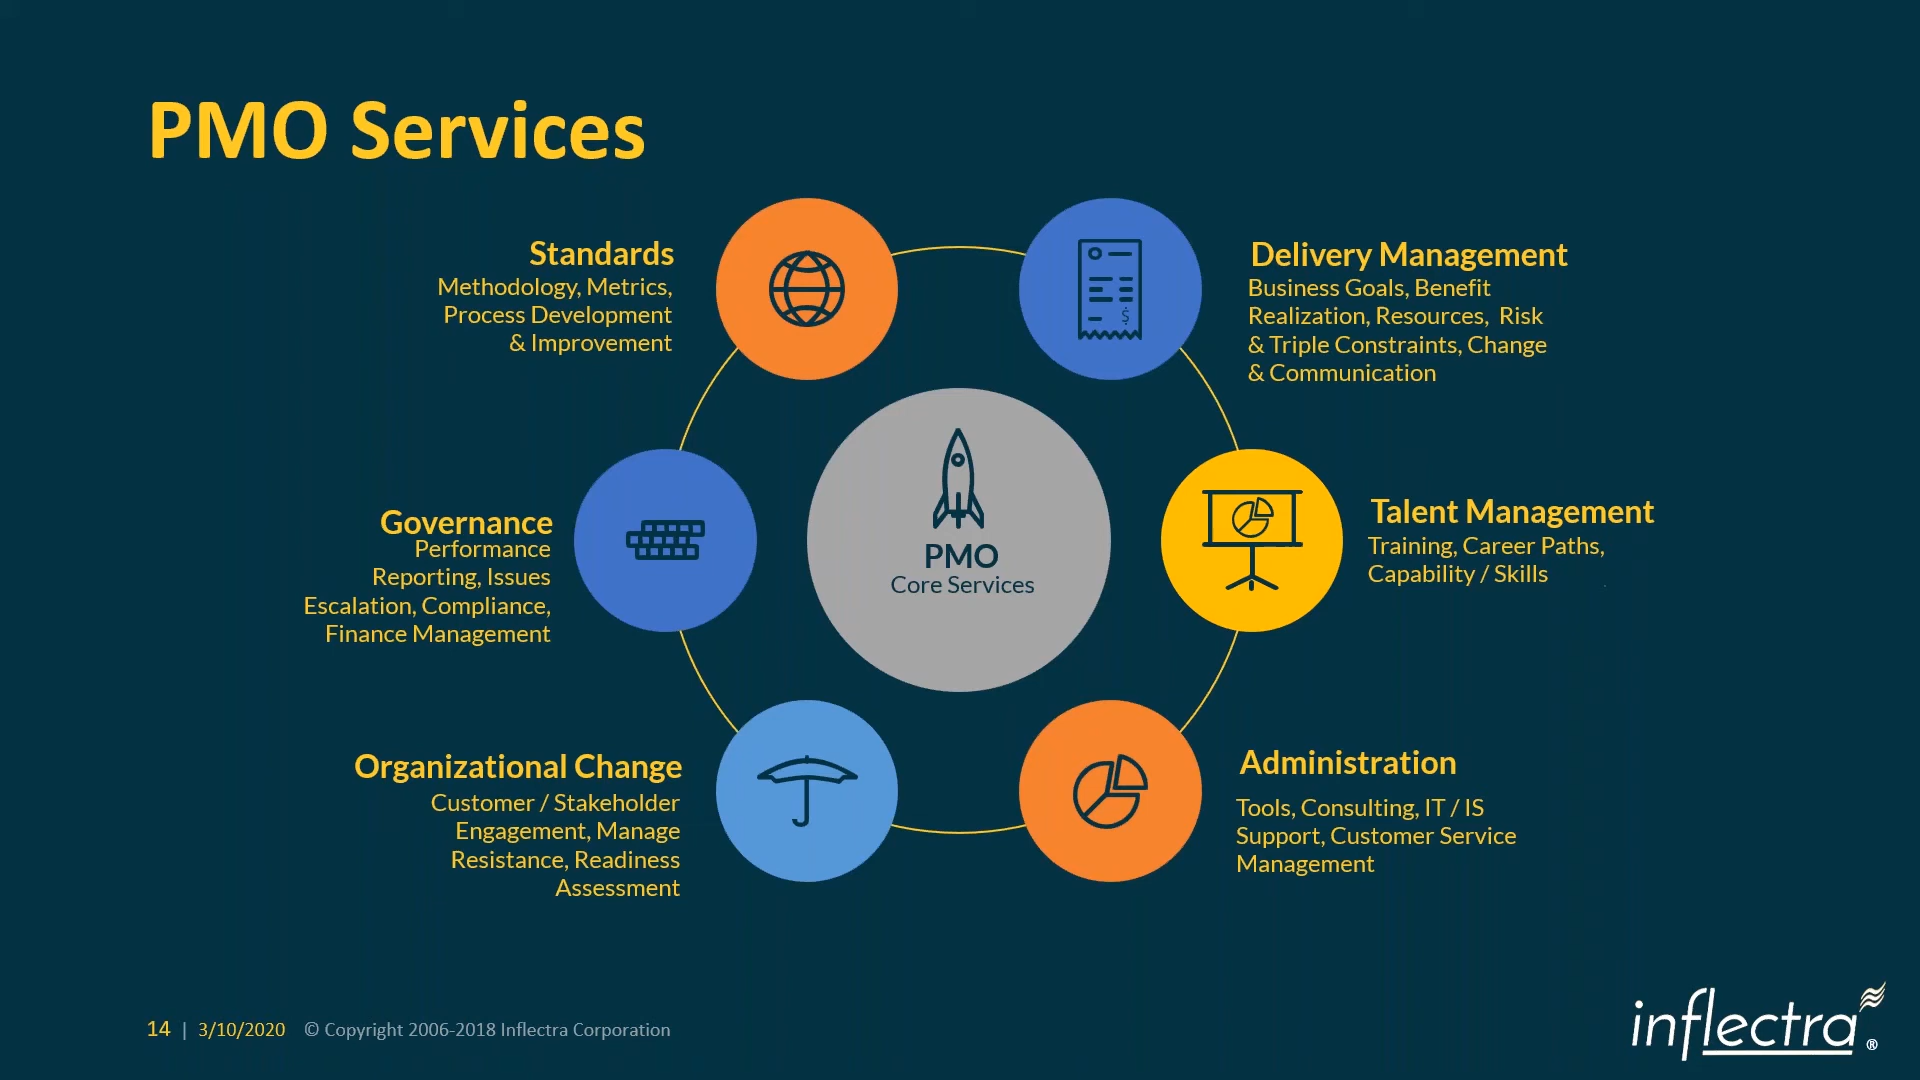 PMO Services
Standards
Methodology, Metrics,
Process Development
& Improvement
Delivery Management
Business Goals, Benefit
Realization, Resources,  Risk
& Triple Constraints, Change
& Communication
Governance
Performance
Reporting, Issues
Escalation, Compliance,
Finance Management
$
PMO
Core Services
Talent Management
Training, Career Paths,
Capability / Skills
Organizational Change
Customer / Stakeholder
Engagement, Manage
Resistance, Readiness
Assessment
Administration
Tools, Consulting, IT / IS
Support, Customer Service
Management
14 | 3/10/2020 © Copyright 2006-2018 Inflectra Corporation
inflectra®